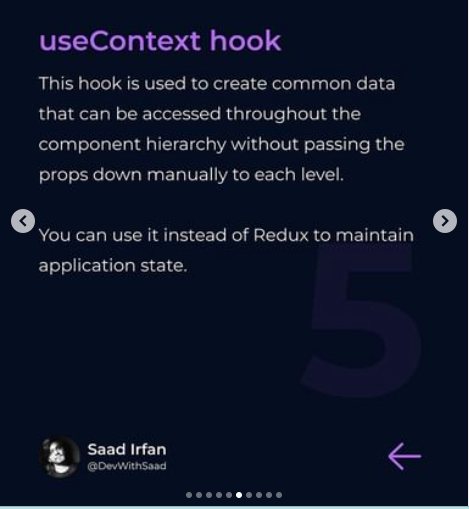 useContext hook
This hook is used to create common data
that can be accessed throughout the
component hierarchy without passing the
props down manually to each level.
You can use it instead of Redux to maintain
application state.
5
Saad Irfan
@DevWithSaad